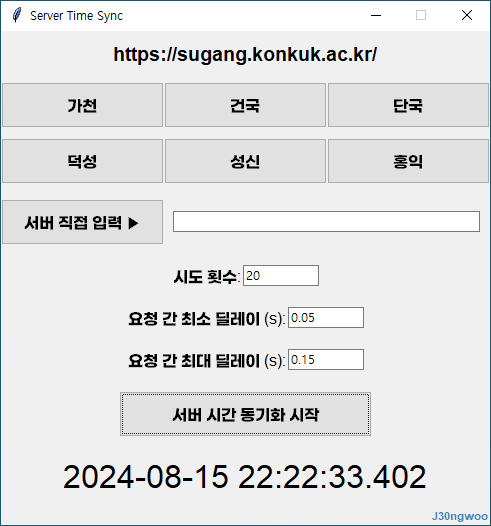 Server Time Sync
https://sugang.konkuk.ac.kr/
가천 건국 단국
덕성 성신 홍익
서버 직접 입력 ▶
시도 횟수: 20
요청 간 최소 딜레이 (s): 0.05
요청 간 최대 딜레이 (s): 0.15
서버 시간 동기화 시작
2024-08-15 22:22:33.402
J30ngwoo